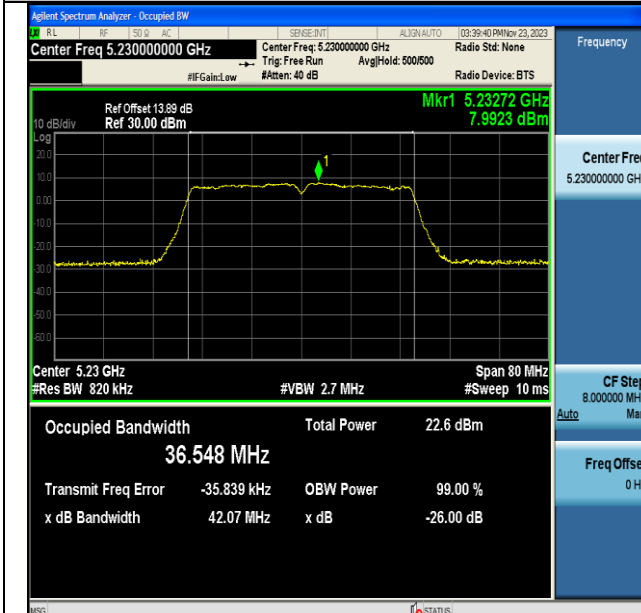 Agilent Spectrum Analyzer - Occupied BW
LXI RL RF 50 Ω AC SENSE:INT ALIGN AUTO 03:39:40 PM Nov 23, 2023
Center Freq 5.230000000 GHz
Center Freq: 5.230000000 GHz
Radio Std: None
Trig: Free Run Avg|Hold: 500/500
#IFGain:Low #Atten: 40 dB Radio Device: BTS
Frequency
Ref Offset 13.89 dB
10 dB/div Ref 30.00 dBm
Mkr1 5.23272 GHz
7.9923 dBm
Log
20.0
10.0
0.00
-10.0
-20.0
-30.0
-40.0
-50.0
-60.0
1
Center 5.23 GHz Span 80 MHz
#Res BW 820 kHz #VBW 2.7 MHz #Sweep 10 ms
Occupied Bandwidth Total Power 22.6 dBm
36.548 MHz
Transmit Freq Error -35.839 kHz OBW Power 99.00 %
x dB Bandwidth 42.07 MHz x dB -26.00 dB
Center Fre
5.230000000 GH
CF Step
8.000000 MH
Auto Ma
Freq Offse
0 H
MSG STATUS